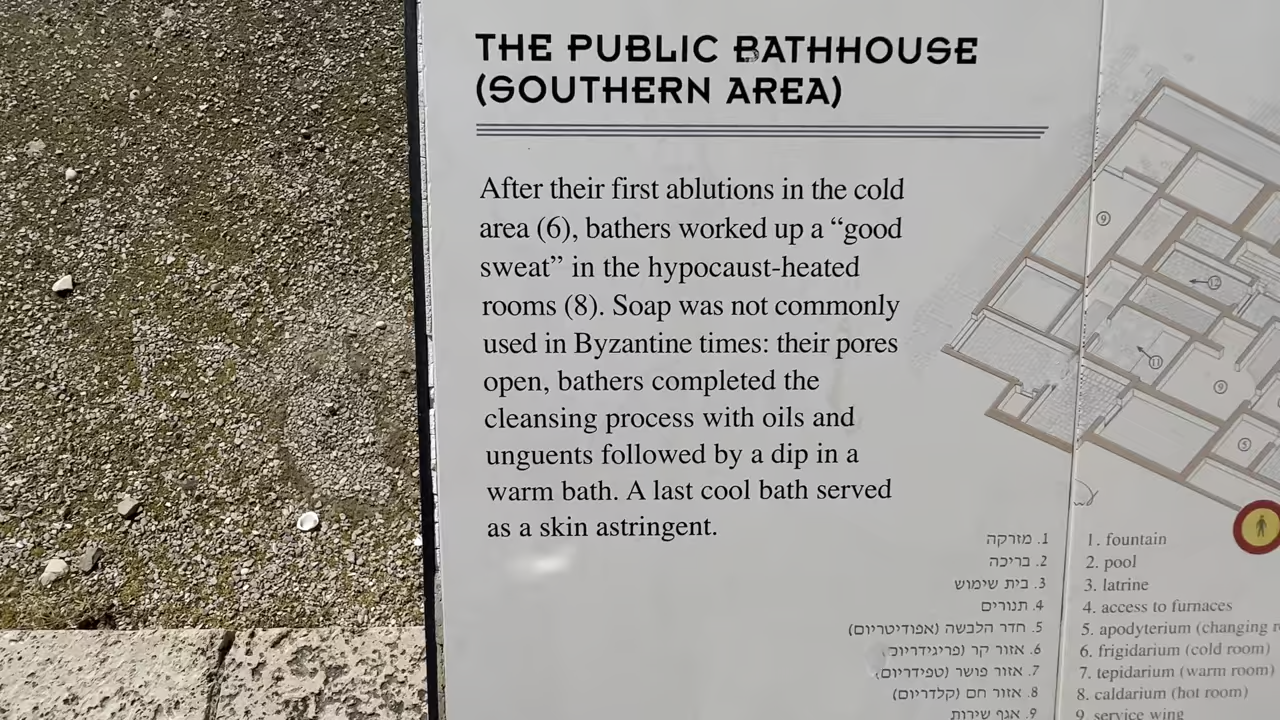 THE PUBLIC BATHHOUSE
(SOUTHERN AREA)
After their first ablutions in the cold
area (6), bathers worked up a “good
sweat” in the hypocaust-heated
rooms (8). Soap was not commonly
used in Byzantine times: their pores
open, bathers completed the
cleansing process with oils and
unguents followed by a dip in a
warm bath. A last cool bath served
as a skin astringent.
9
12
11
9
5
1. מזרקה
2. בריכה
3. בית שימוש
4. תנורים
5. חדר הלבשה (אפודיטריום)
6. אזור קר
7. אזור פושר (טפידריום)
8. אזור חם (קלדריום)
9. אגף שירות
1. fountain
2. pool
3. latrine
4. access to furnaces
5. apodyterium (changing
6. frigidarium (cold room)
7. tepidarium (warm room)
8. caldarium (hot room)
9. service wing